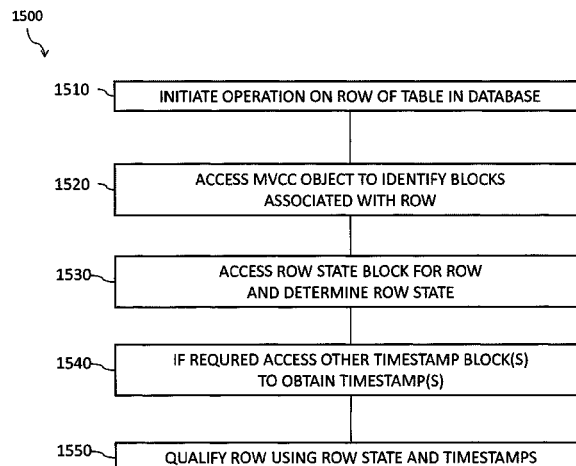 1500
1510
INITIATE OPERATION ON ROW OF TABLE IN DATABASE
1520
ACCESS MVCC OBJECT TO IDENTIFY BLOCKS
ASSOCIATED WITH ROW
1530
ACCESS ROW STATE BLOCK FOR ROW
AND DETERMINE ROW STATE
1540
IF REQURED ACCESS OTHER TIMESTAMP BLOCK(S)
TO OBTAIN TIMESTAMP(S)
1550
QUALIFY ROW USING ROW STATE AND TIMESTAMPS